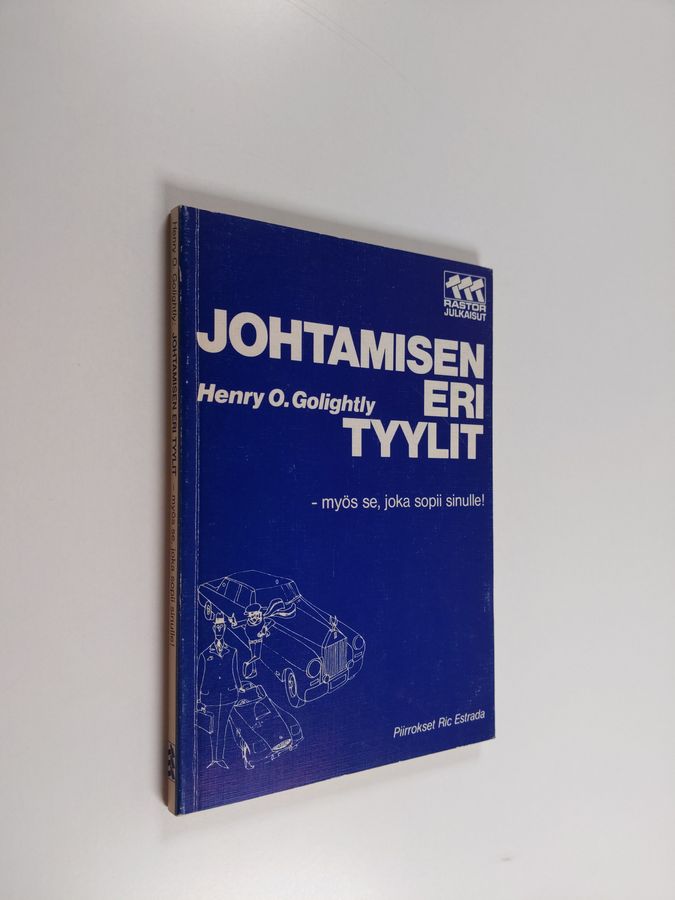 RASTOR
JULKAISUT
JOHTAMISEN
ERI
Henry O. Golightly
TYYLIT
- myös se, joka sopii sinulle!
Piirrokset Ric Estrada
Henry O. Golightly JOHTAMISEN ERI TYYLIT – myös se, joka sopii sinulle!